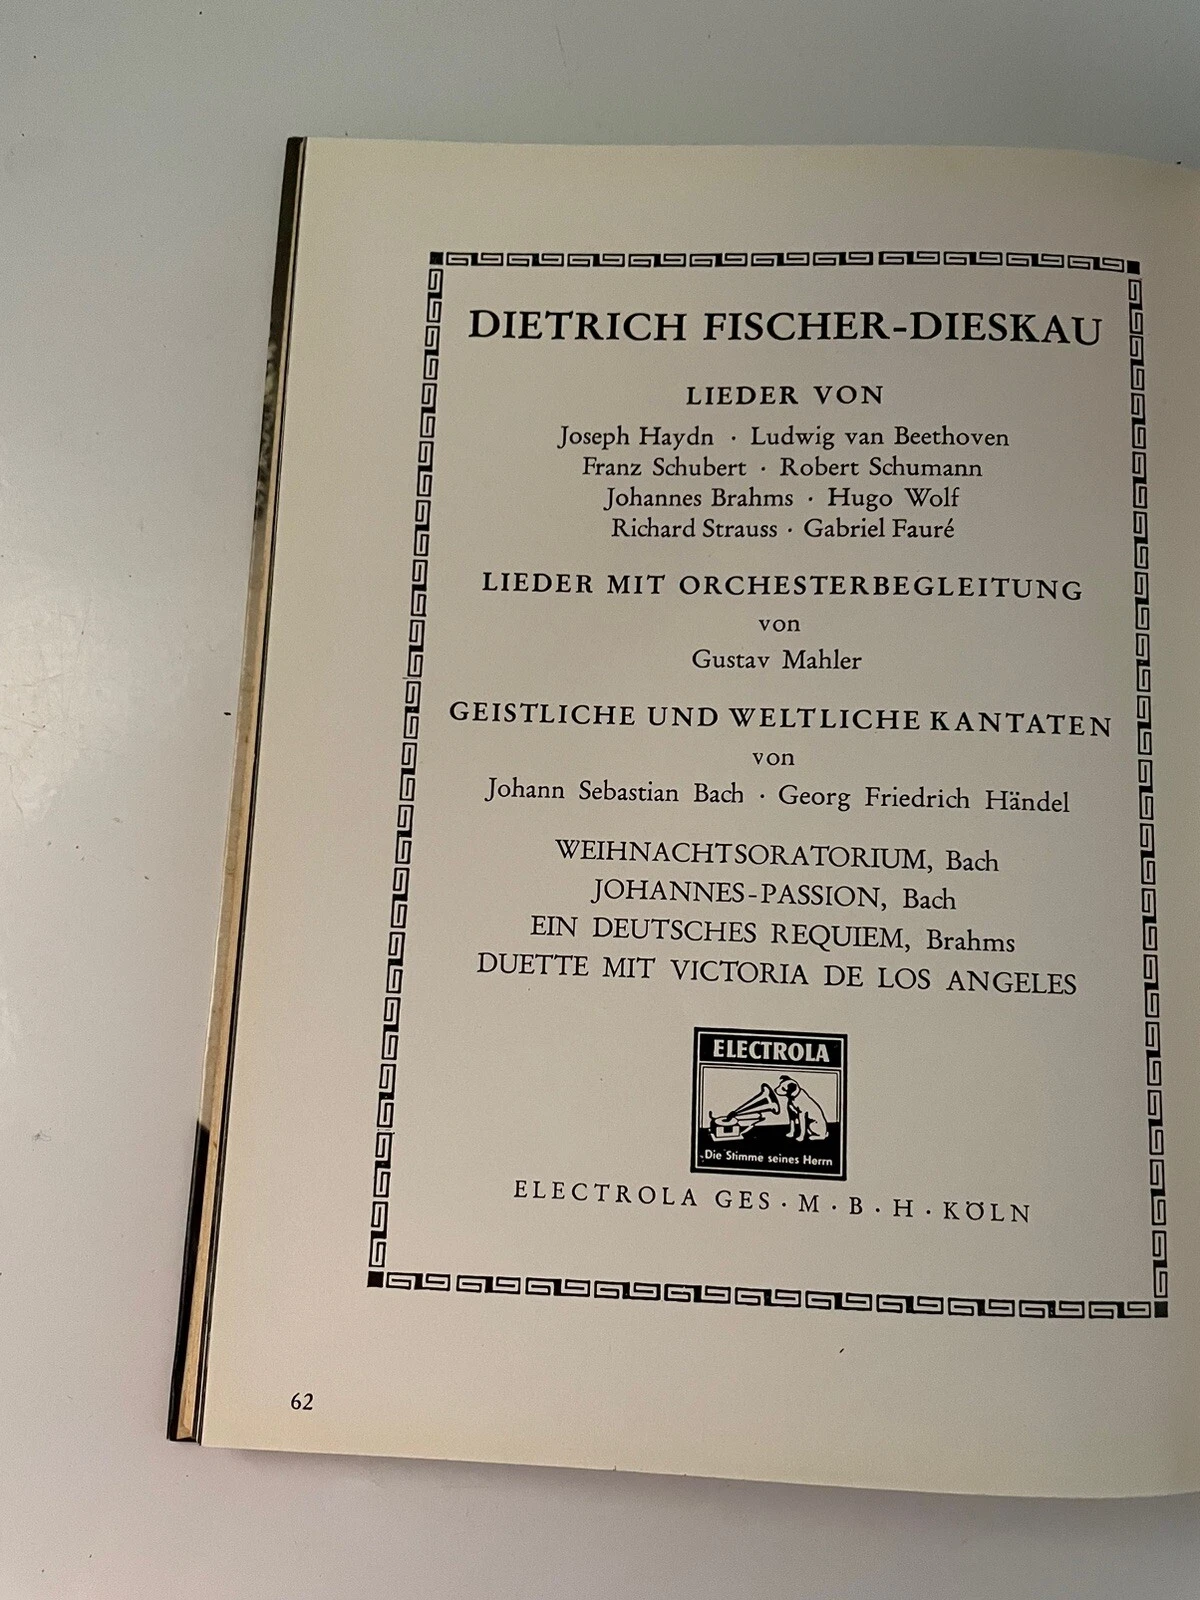 DIETRICH FISCHER-DIESKAU
LIEDER VON
Joseph Haydn · Ludwig van Beethoven
Franz Schubert · Robert Schumann
Johannes Brahms · Hugo Wolf
Richard Strauss · Gabriel Fauré
LIEDER MIT ORCHESTERBEGLEITUNG
von
Gustav Mahler
GEISTLICHE UND WELTLICHE KANTATEN
von
Johann Sebastian Bach · Georg Friedrich Händel
WEIHNACHTSORATORIUM, Bach
JOHANNES-PASSION, Bach
EIN DEUTSCHES REQUIEM, Brahms
DUETTE MIT VICTORIA DE LOS ANGELES
ELECTROLA
Die Stimme seines Herrn
ELECTROLA GES · M · B · H · KÖLN
62